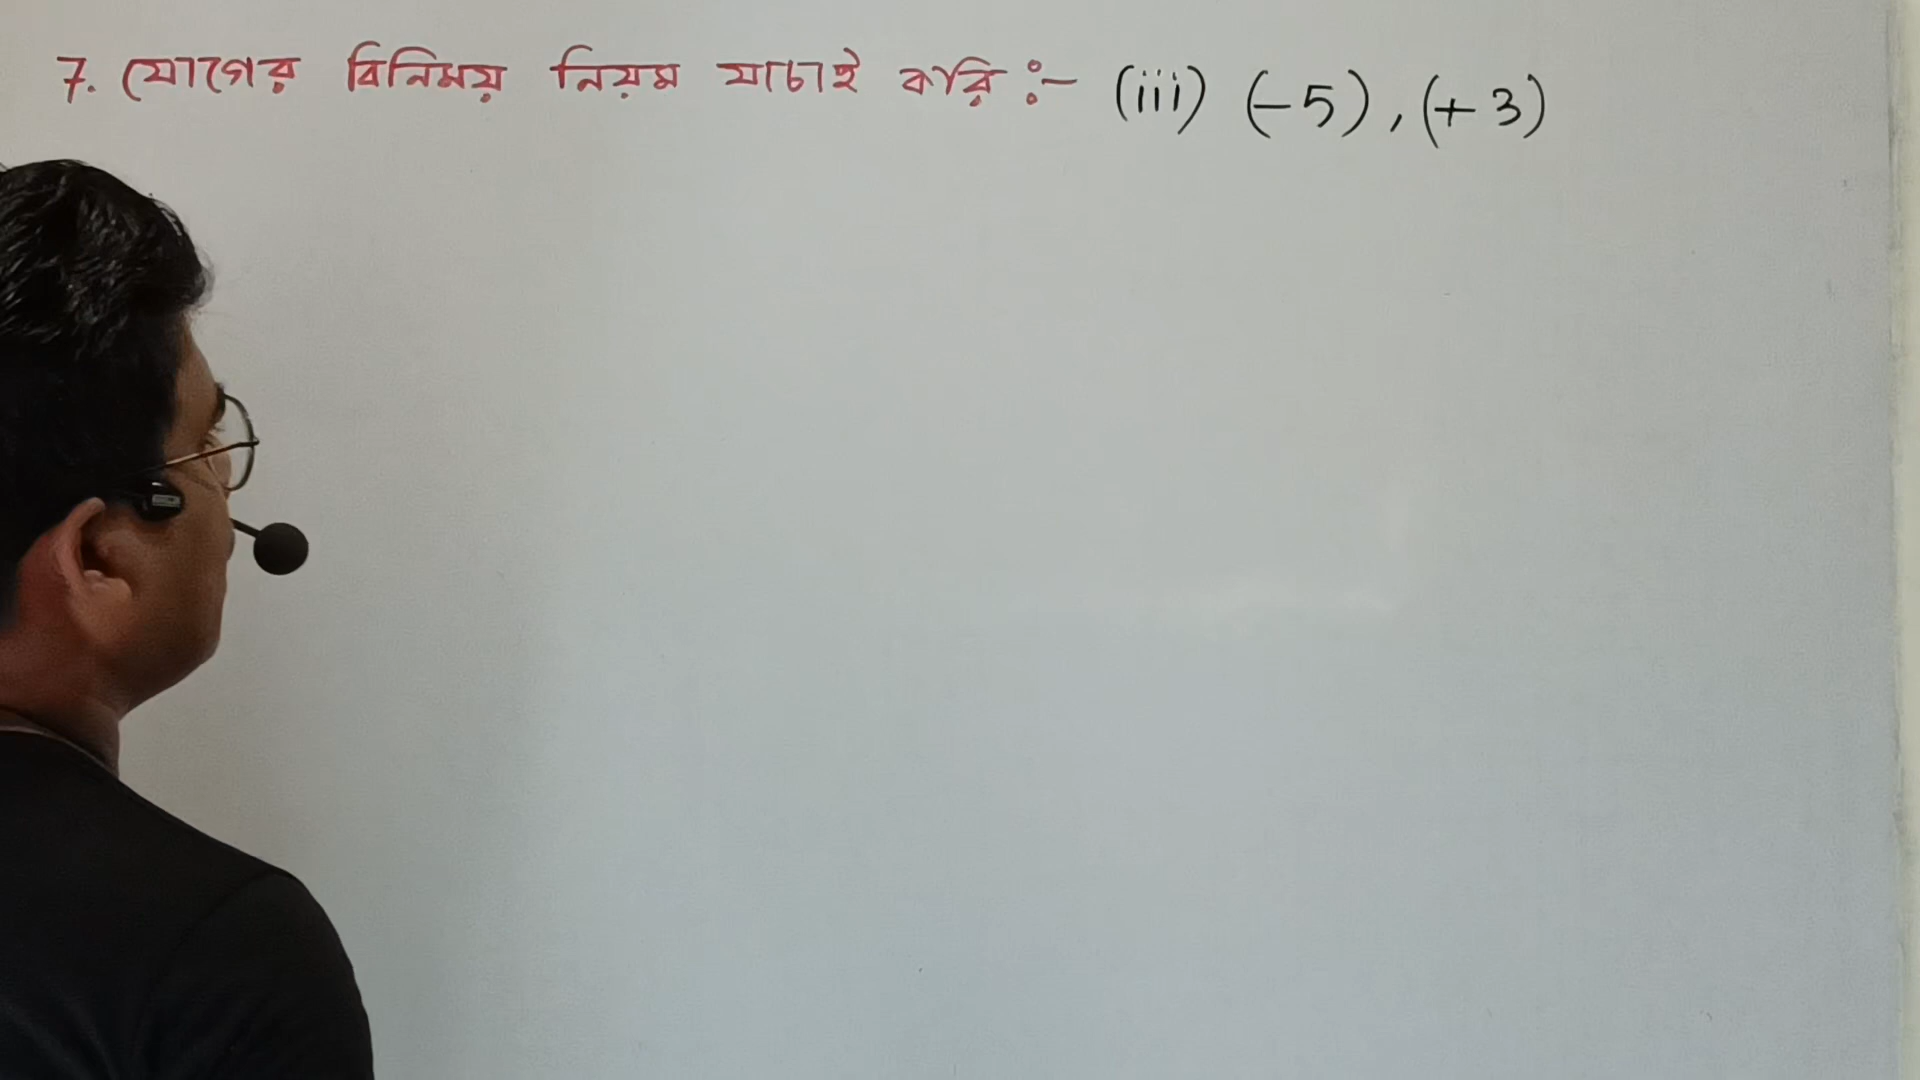 7. যোগের বিনিময় নিয়ম যাচাই করি :- (iii) (-5), (+3)